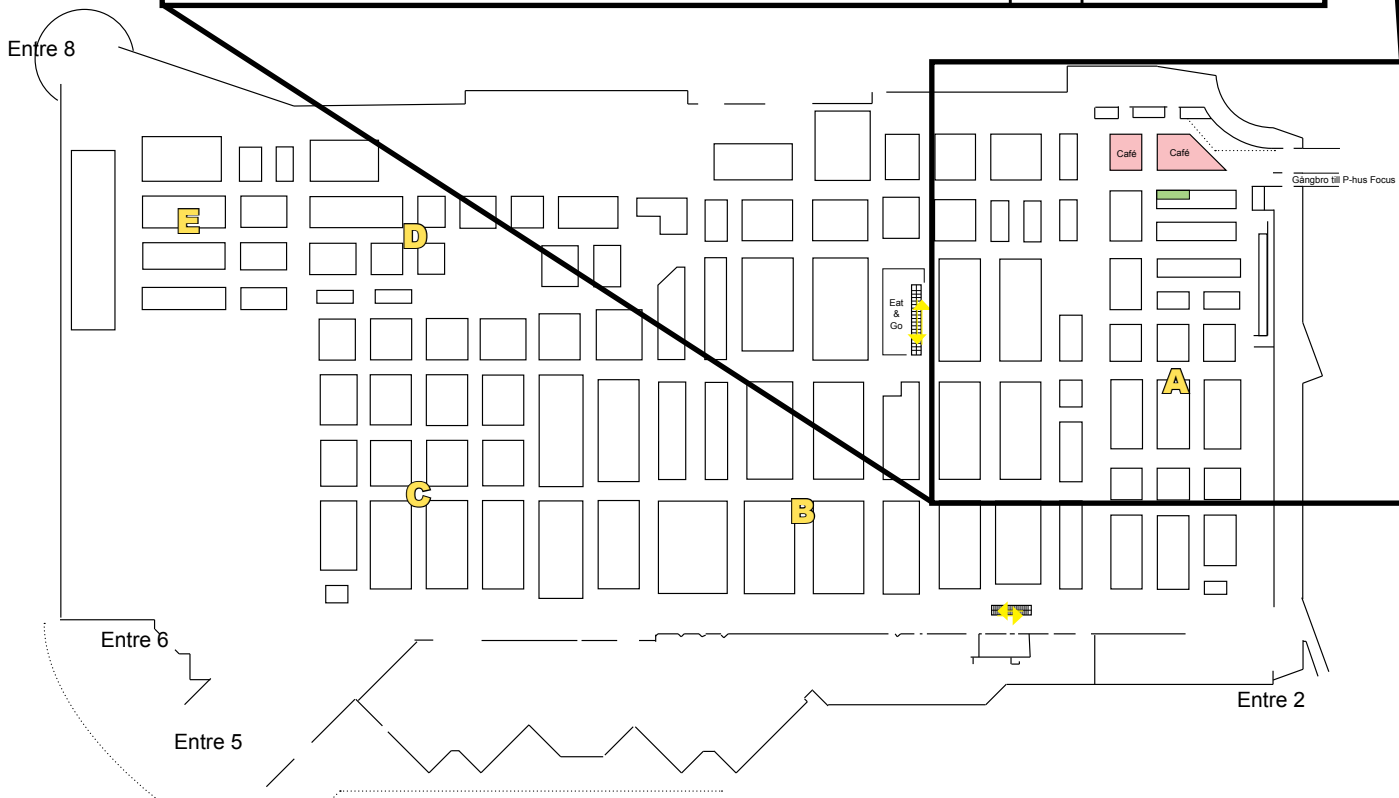 Entre 8
Café
Café
Gångbro till P-hus Focus
E
D
Eat
&
Go
A
C
B
Entre 6
Entre 2
Entre 5